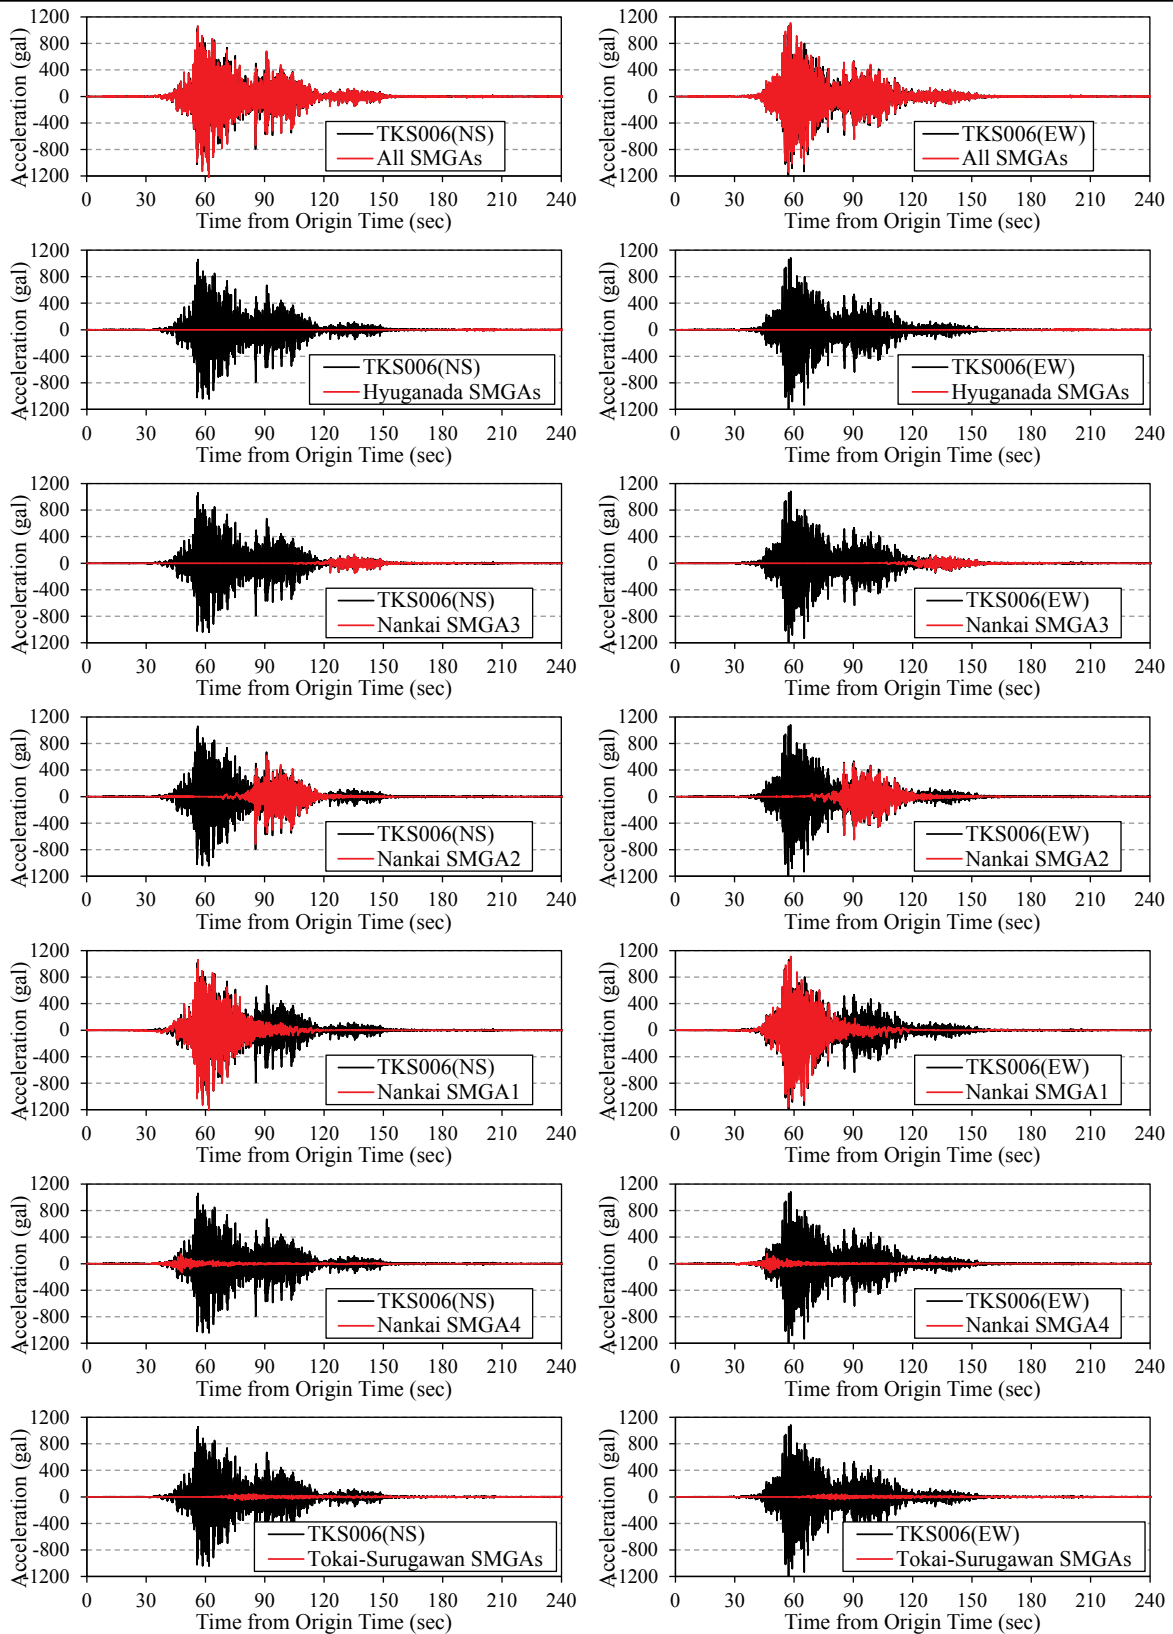 Acceleration (gal)
1200
800
400
0
-400
-800
-1200
TKS006(NS)
All SMGAs
0 30 60 90 120 150 180 210 240
Time from Origin Time (sec)
Acceleration (gal)
1200
800
400
0
-400
-800
-1200
TKS006(EW)
All SMGAs
0 30 60 90 120 150 180 210 240
Time from Origin Time (sec)
Acceleration (gal)
1200
800
400
0
-400
-800
-1200
TKS006(NS)
Hyuganada SMGAs
0 30 60 90 120 150 180 210 240
Time from Origin Time (sec)
Acceleration (gal)
1200
800
400
0
-400
-800
-1200
TKS006(EW)
Hyuganada SMGAs
0 30 60 90 120 150 180 210 240
Time from Origin Time (sec)
Acceleration (gal)
1200
800
400
0
-400
-800
-1200
TKS006(NS)
Nankai SMGA3
0 30 60 90 120 150 180 210 240
Time from Origin Time (sec)
Acceleration (gal)
1200
800
400
0
-400
-800
-1200
TKS006(EW)
Nankai SMGA3
0 30 60 90 120 150 180 210 240
Time from Origin Time (sec)
Acceleration (gal)
1200
800
400
0
-400
-800
-1200
TKS006(NS)
Nankai SMGA2
0 30 60 90 120 150 180 210 240
Time from Origin Time (sec)
Acceleration (gal)
1200
800
400
0
-400
-800
-1200
TKS006(EW)
Nankai SMGA2
0 30 60 90 120 150 180 210 240
Time from Origin Time (sec)
Acceleration (gal)
1200
800
400
0
-400
-800
-1200
TKS006(NS)
Nankai SMGA1
0 30 60 90 120 150 180 210 240
Time from Origin Time (sec)
Acceleration (gal)
1200
800
400
0
-400
-800
-1200
TKS006(EW)
Nankai SMGA1
0 30 60 90 120 150 180 210 240
Time from Origin Time (sec)
Acceleration (gal)
1200
800
400
0
-400
-800
-1200
TKS006(NS)
Nankai SMGA4
0 30 60 90 120 150 180 210 240
Time from Origin Time (sec)
Acceleration (gal)
1200
800
400
0
-400
-800
-1200
TKS006(EW)
Nankai SMGA4
0 30 60 90 120 150 180 210 240
Time from Origin Time (sec)
Acceleration (gal)
1200
800
400
0
-400
-800
-1200
TKS006(NS)
Tokai-Surugawan SMGAs
0 30 60 90 120 150 180 210 240
Time from Origin Time (sec)
Acceleration (gal)
1200
800
400
0
-400
-800
-1200
TKS006(EW)
Tokai-Surugawan SMGAs
0 30 60 90 120 150 180 210 240
Time from Origin Time (sec)